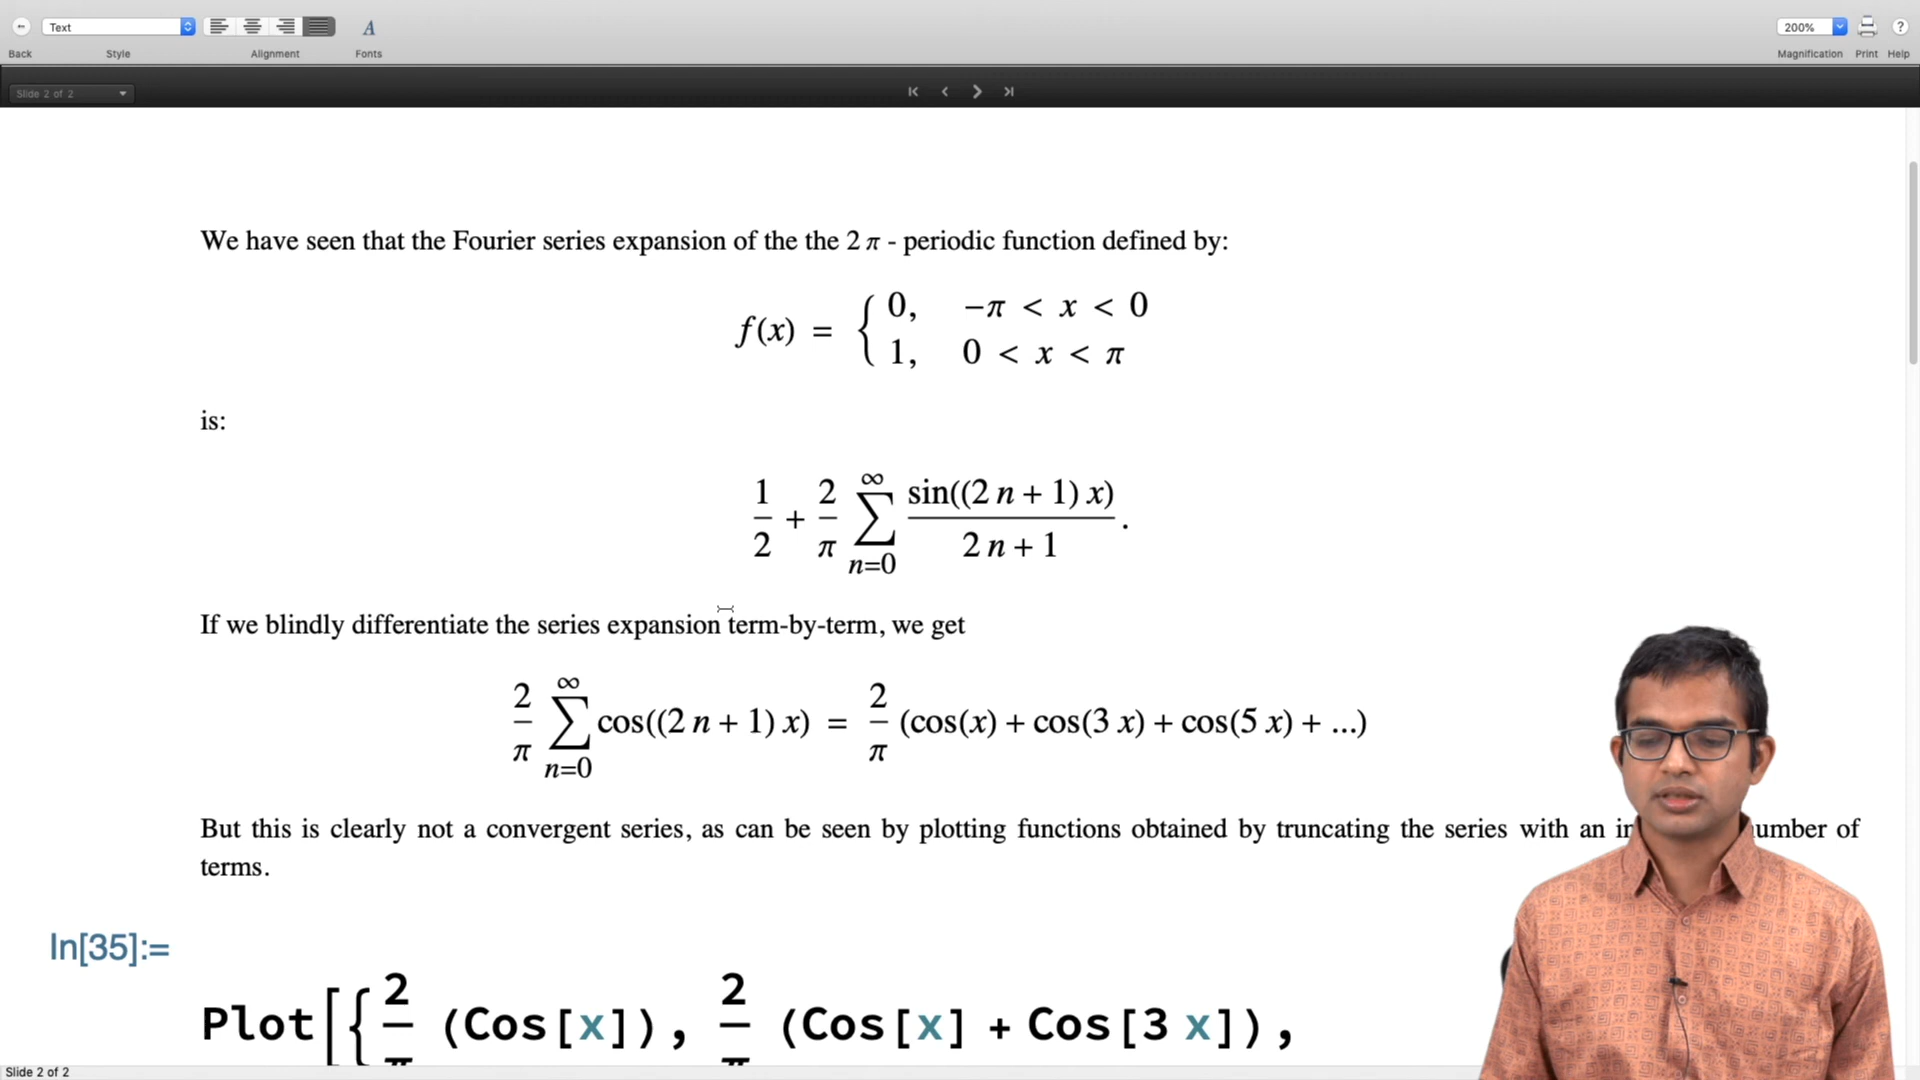 Text
200%
Back
Style
Alignment
Fonts
Magnification
Print
Help
Slide 2 of 2
We have seen that the Fourier series expansion of the the 2 π - periodic function defined by:
f(x) = { 0, −π < x < 0
1, 0 < x < π
is:
1/2 + 2/π ∑_{n=0}^{∞} sin((2 n + 1) x)/(2 n + 1).
If we blindly differentiate the series expansion term-by-term, we get
2/π ∑_{n=0}^{∞} cos((2 n + 1) x) = 2/π (cos(x) + cos(3 x) + cos(5 x) + ...)
But this is clearly not a convergent series, as can be seen by plotting functions obtained by truncating the series with an number of
terms.
In[35]:=
Plot[{2/π (Cos[x]), 2/π (Cos[x] + Cos[3 x]),
Slide 2 of 2